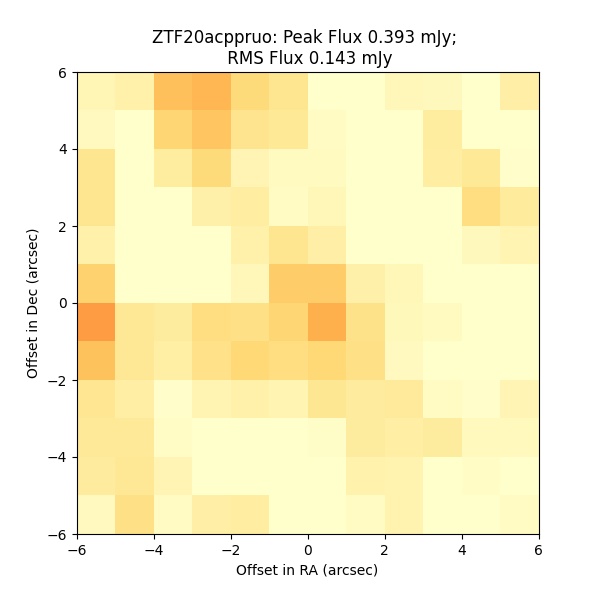 ZTF20acppruo: Peak Flux 0.393 mJy;
RMS Flux 0.143 mJy
6
4
2
0
−2
−4
−6
Offset in Dec (arcsec)
−6 −4 −2 0 2 4 6
Offset in RA (arcsec)